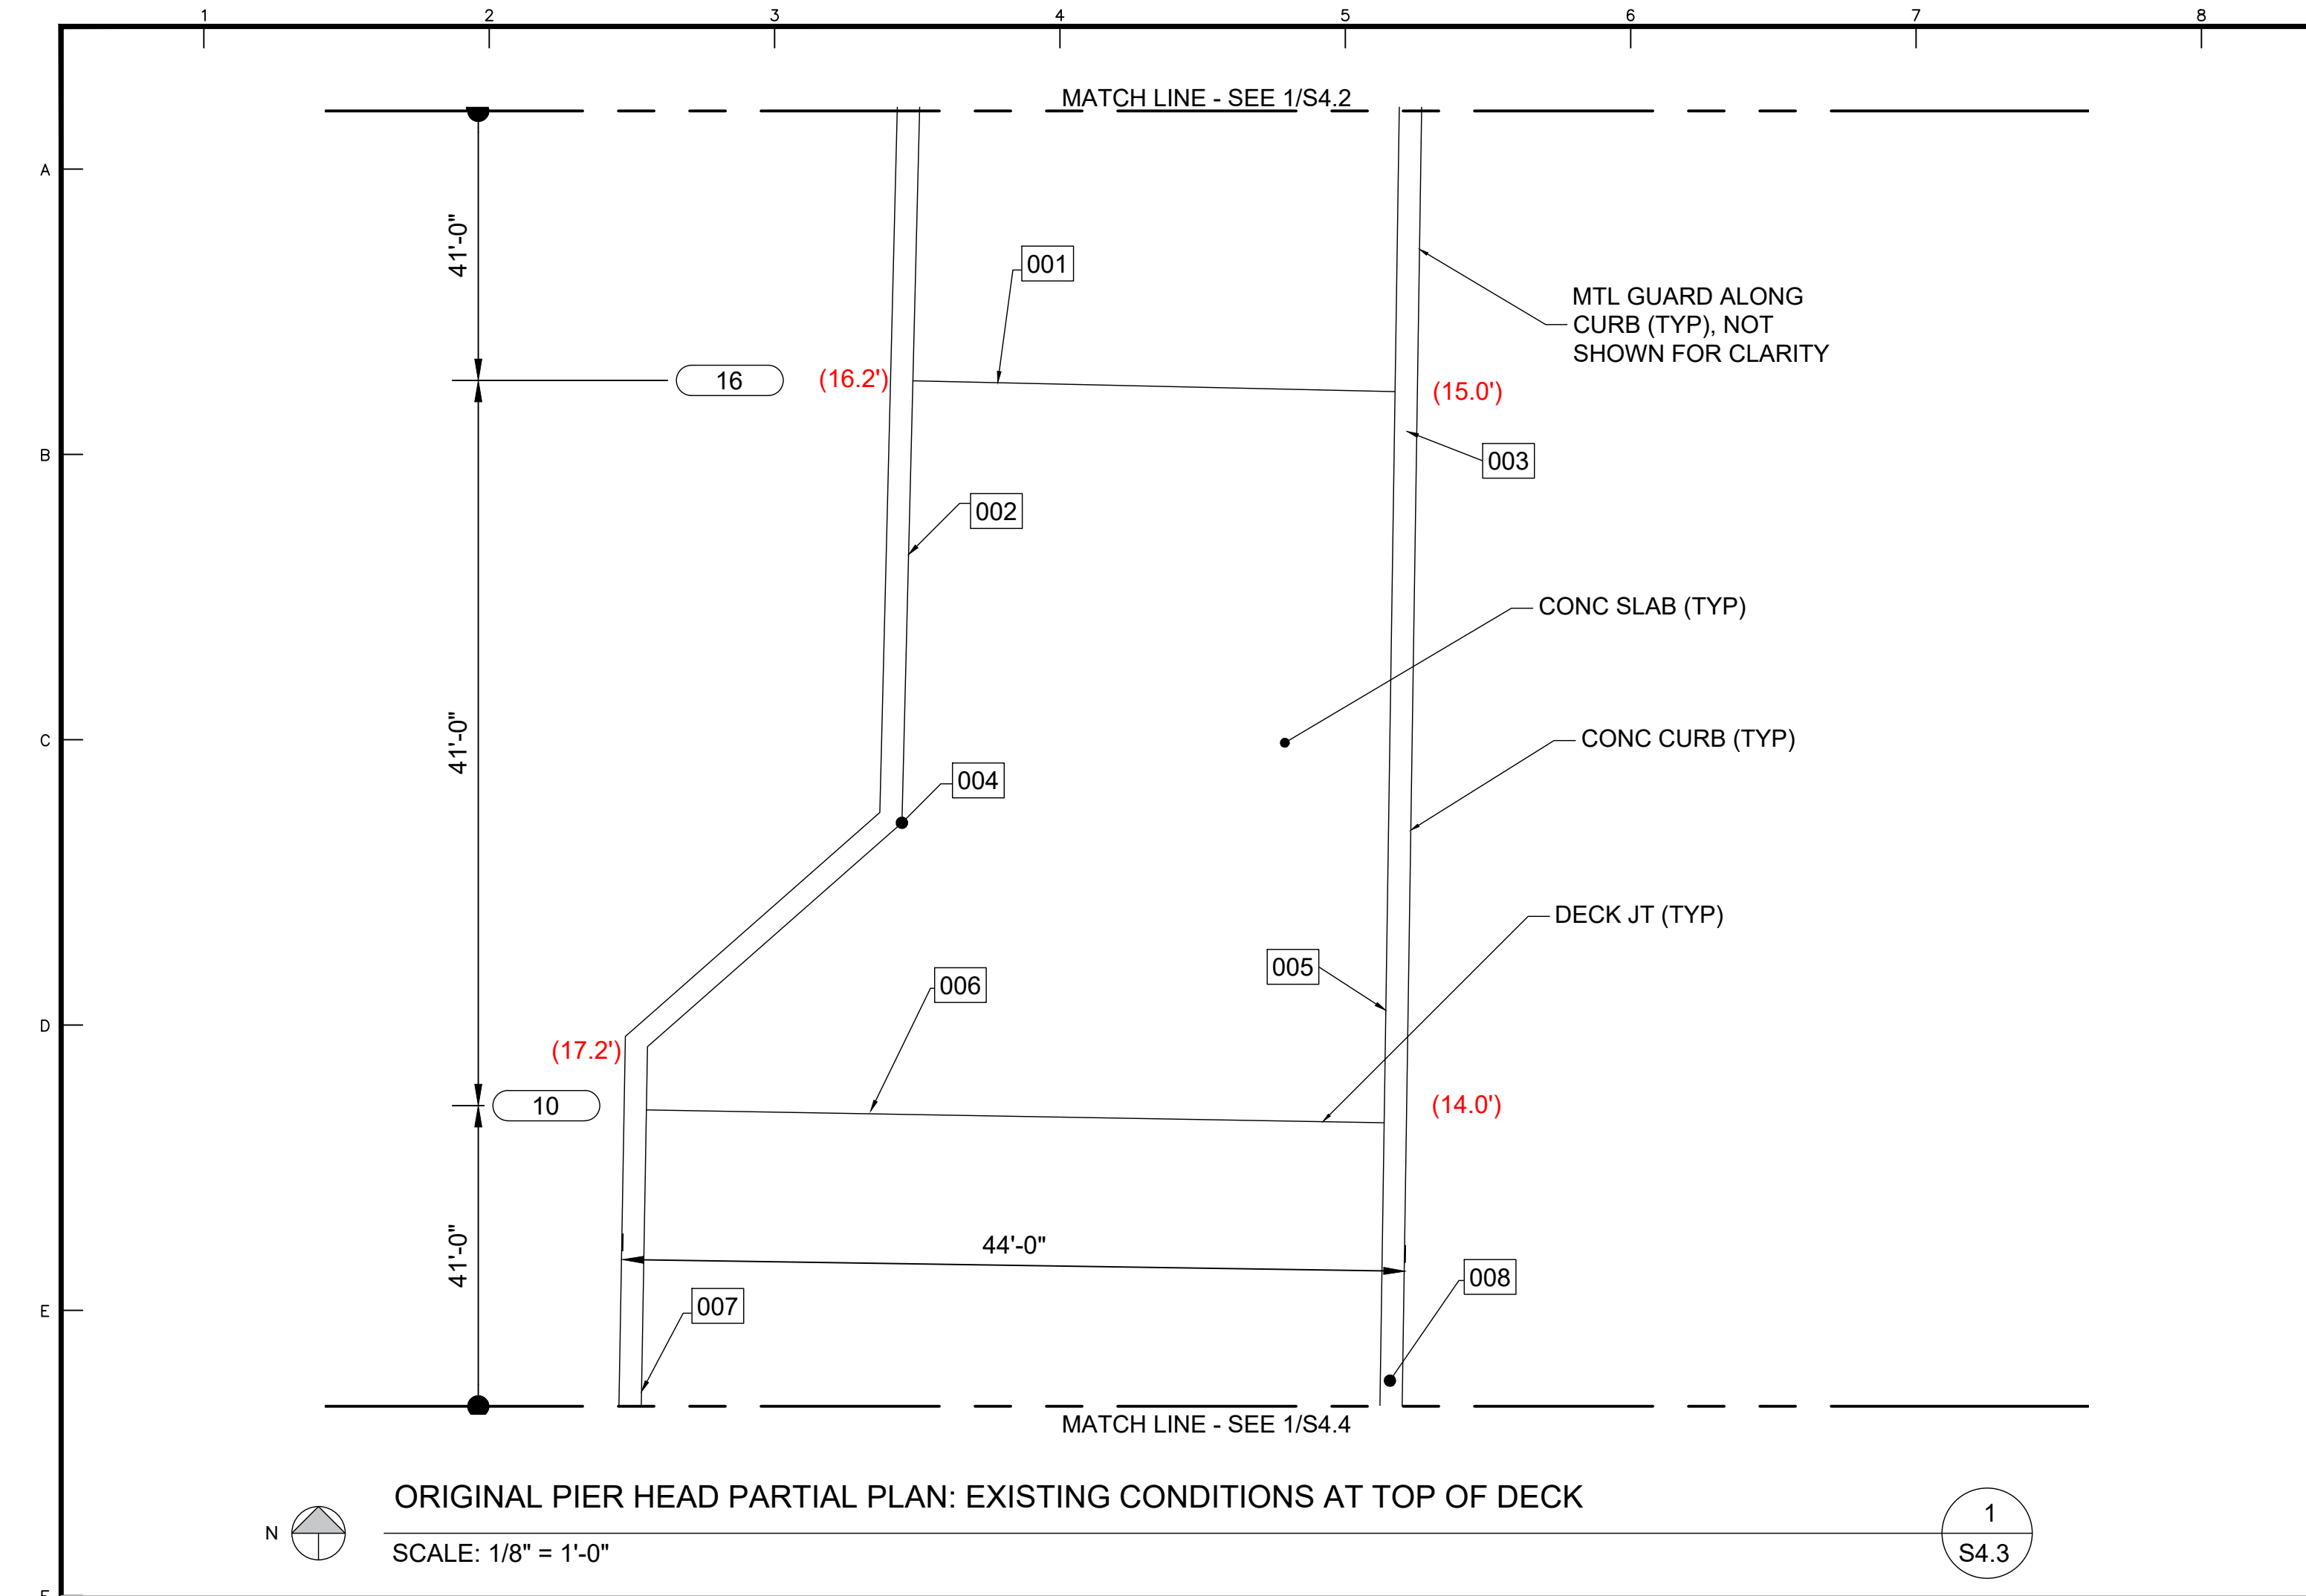 1 2 3 4 5 6 7 8
MATCH LINE - SEE 1/S4.2
A
41'-0"
001
MTL GUARD ALONG
CURB (TYP), NOT
SHOWN FOR CLARITY
16
(16.2')
(15.0')
B
003
002
CONC SLAB (TYP)
C
41'-0"
CONC CURB (TYP)
004
DECK JT (TYP)
005
006
D
(17.2')
10
(14.0')
41'-0"
44'-0"
008
E
007
MATCH LINE - SEE 1/S4.4
ORIGINAL PIER HEAD PARTIAL PLAN: EXISTING CONDITIONS AT TOP OF DECK
1
N
SCALE: 1/8" = 1'-0"
S4.3